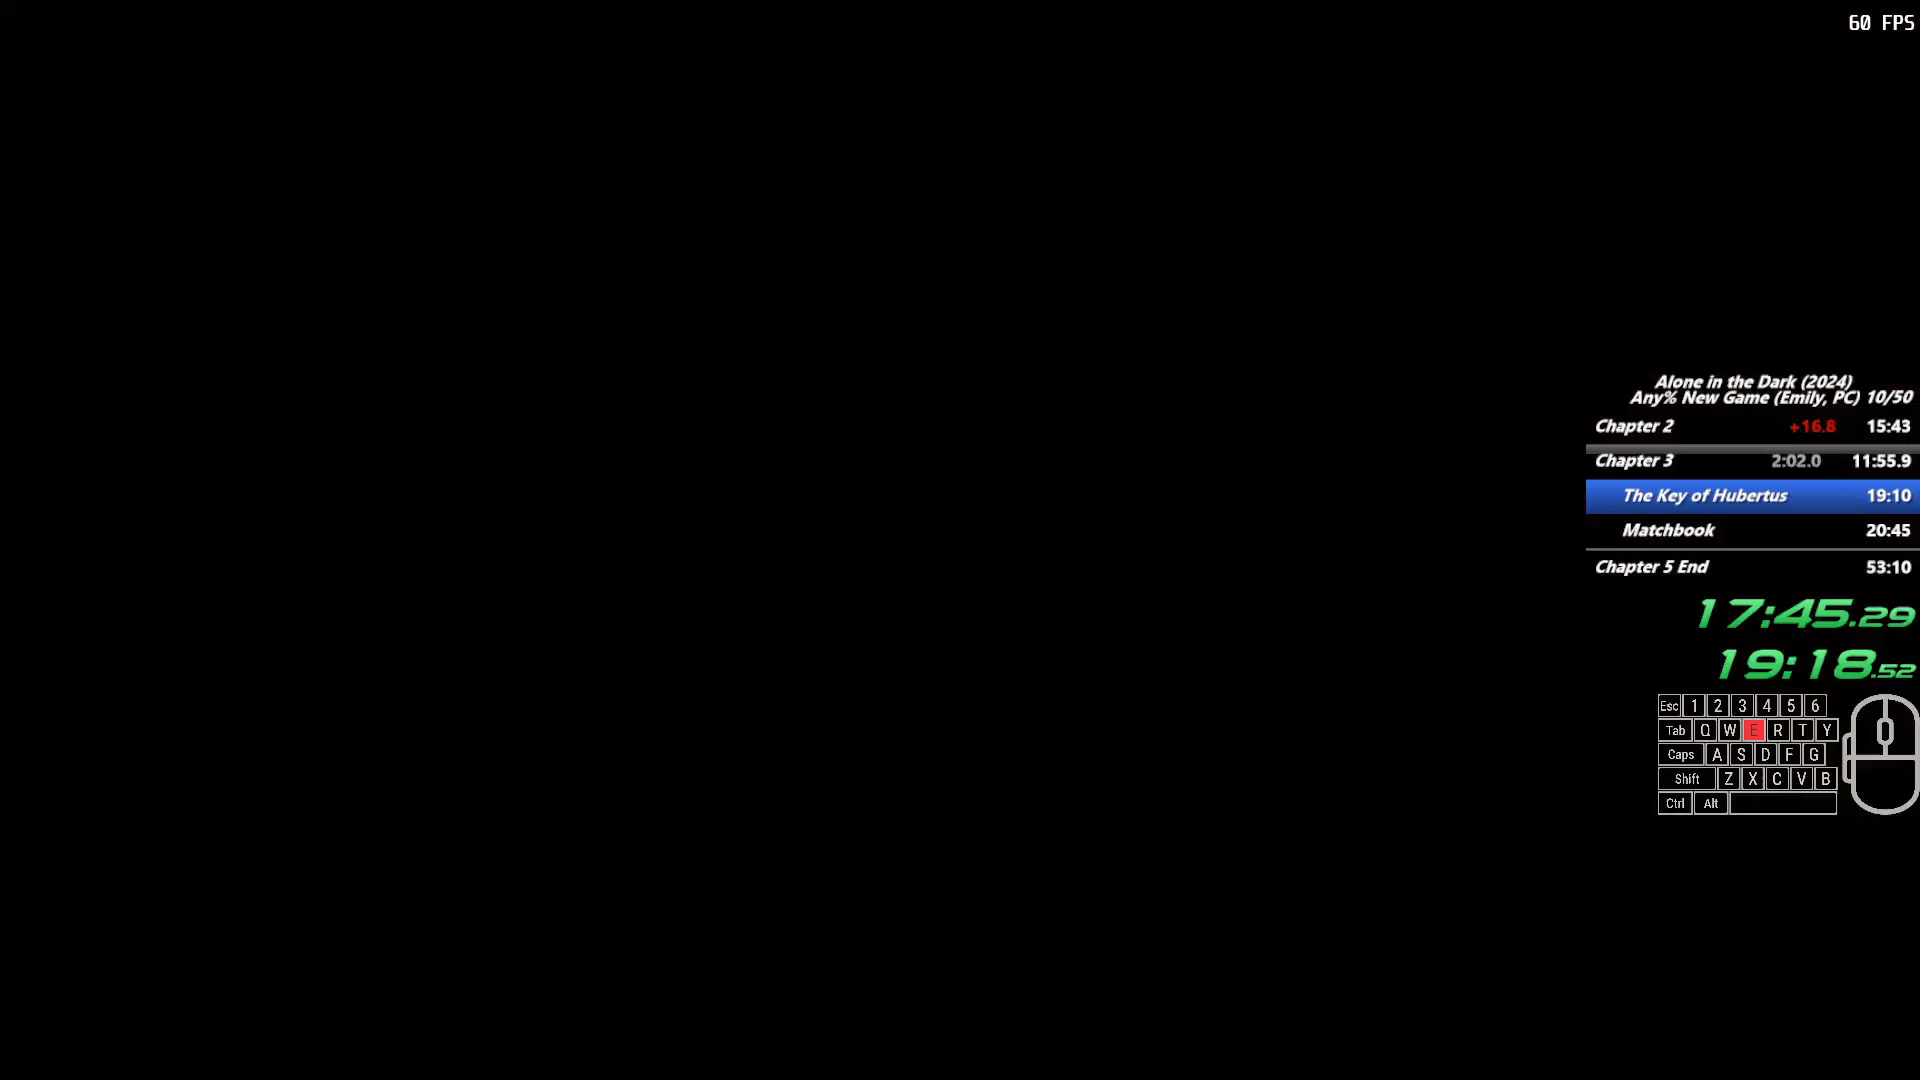 60 FPS
Alone in the Dark (2024)
Any% New Game (Emily, PC) 10/50
Chapter 2 +16.8 15:43
Chapter 3 2:02.0 11:55.9
The Key of Hubertus 19:10
Matchbook 20:45
Chapter 5 End 53:10
17:45.29
19:18.52
Esc 1 2 3 4 5 6
Tab Q W E R T Y
Caps A S D F G
Shift Z X C V B
Ctrl Alt